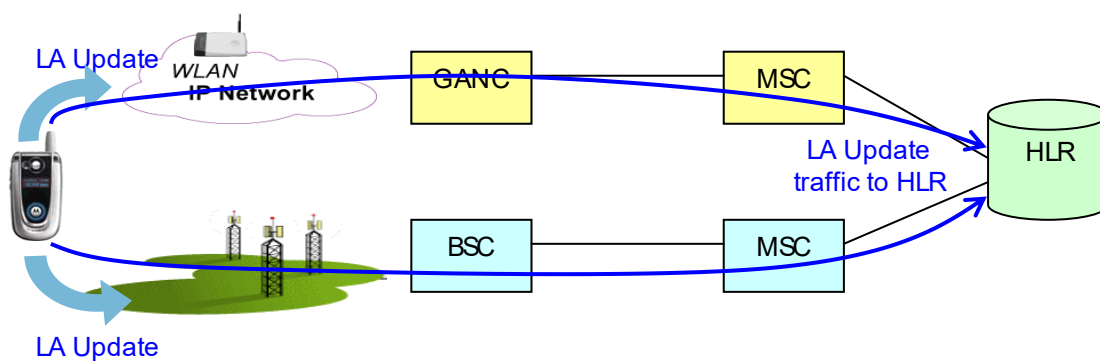 LA Update
WLAN
IP Network
GANC
MSC
HLR
LA Update
traffic to HLR
BSC
MSC
LA Update